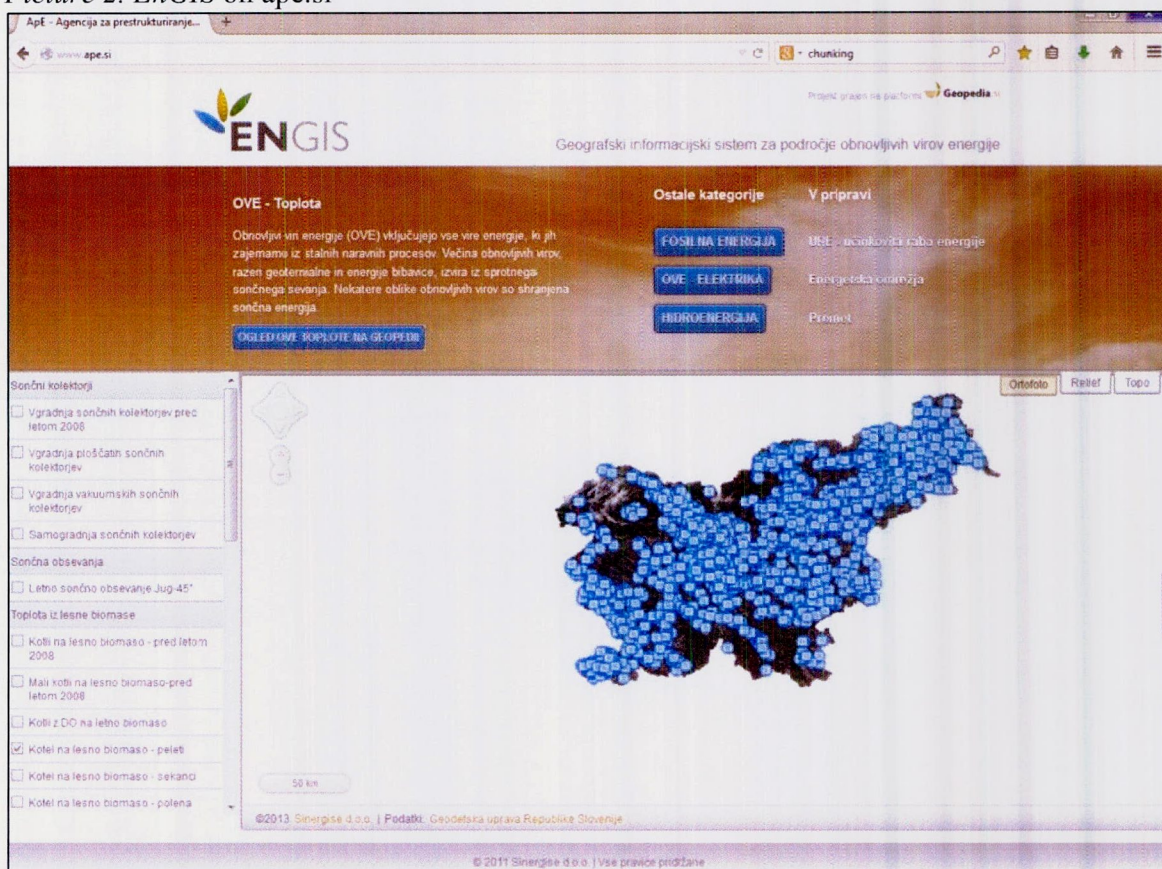 Picture 2: EnGIS on ape.si
ApE - Agencija za prestrukturiranje... +
www.ape.si
chunking
ENGIS
Projekt grajen na platformi Geopedia.si
Geografski informacijski sistem za področje obnovljivih virov energije
OVE - Toplota
Obnovljivi viri energije (OVE) vključujejo vse vire energije, ki jih
zajemamo iz stalnih naravnih procesov. Večina obnovljivih virov,
razen geotermalne in energije bibavice, izvira iz sprotnega
sončnega sevanja. Nekatere oblike obnovljivih virov so shranjena
sončna energija.
OGLED OVE TOPLOTE NA GEOPEDII
Ostale kategorije
FOSILNA ENERGIJA
OVE - ELEKTRIKA
HIDROENERGIJA
V pripravi
URE - učinkovita raba energije
Energetska omrežja
Promet
Sončni kolektorji
Vgradnja sončnih kolektorjev pred
letom 2008
Vgradnja ploščatih sončnih
kolektorjev
Vgradnja vakuumskih sončnih
kolektorjev
Samogradnja sončnih kolektorjev
Sončna obsevanja
Letno sončno obsevanje Jug-45°
Toplota iz lesne biomase
Kotli na lesno biomaso - pred letom
2008
Mali kotli na lesno biomaso-pred
letom 2008
Kotli z DO na letno biomaso
Kotel na lesno biomaso - peleti
Kotel na lesno biomaso - sekanci
Kotel na lesno biomaso - polena
Ortofoto
Relief
Topo
50 km
©2013 Sinergise d.o.o. | Podatki: Geodetska uprava Republike Slovenije
© 2011 Sinergise d.o.o. | Vse pravice pridržane